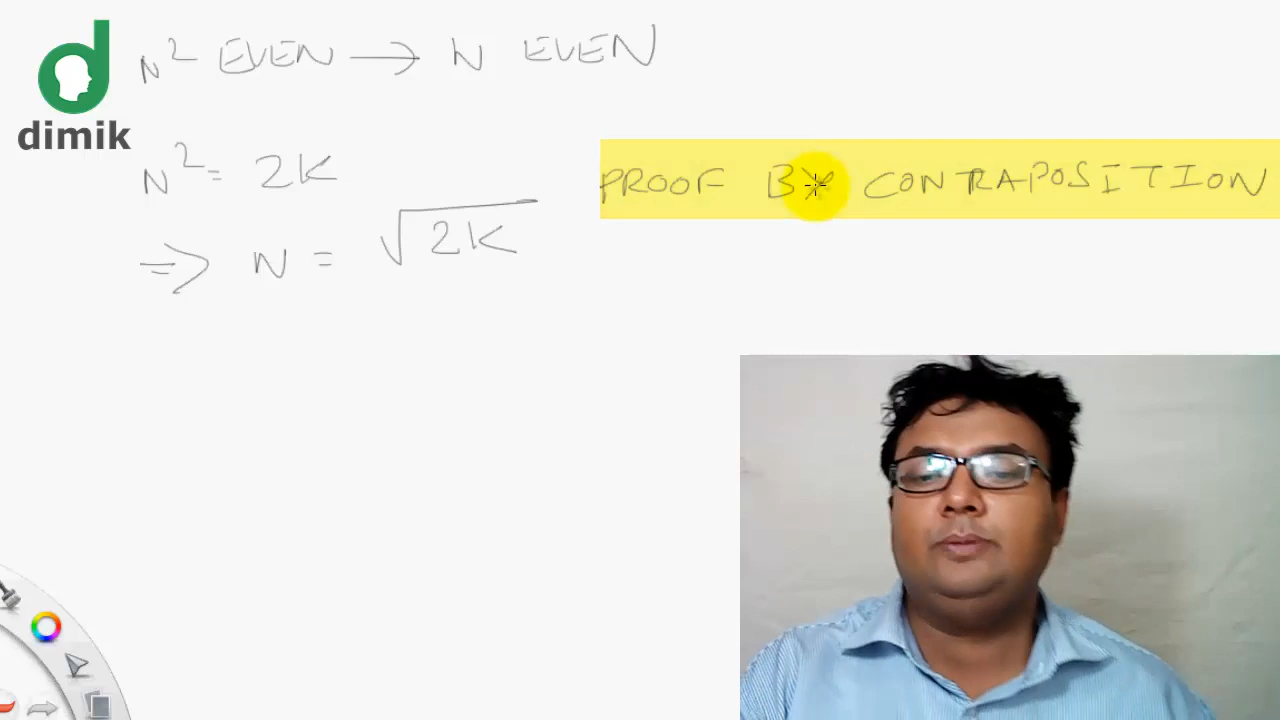 dimik
N² EVEN → N EVEN
N² = 2K
PROOF BY CONTRAPOSITION
⇒ N = √2K